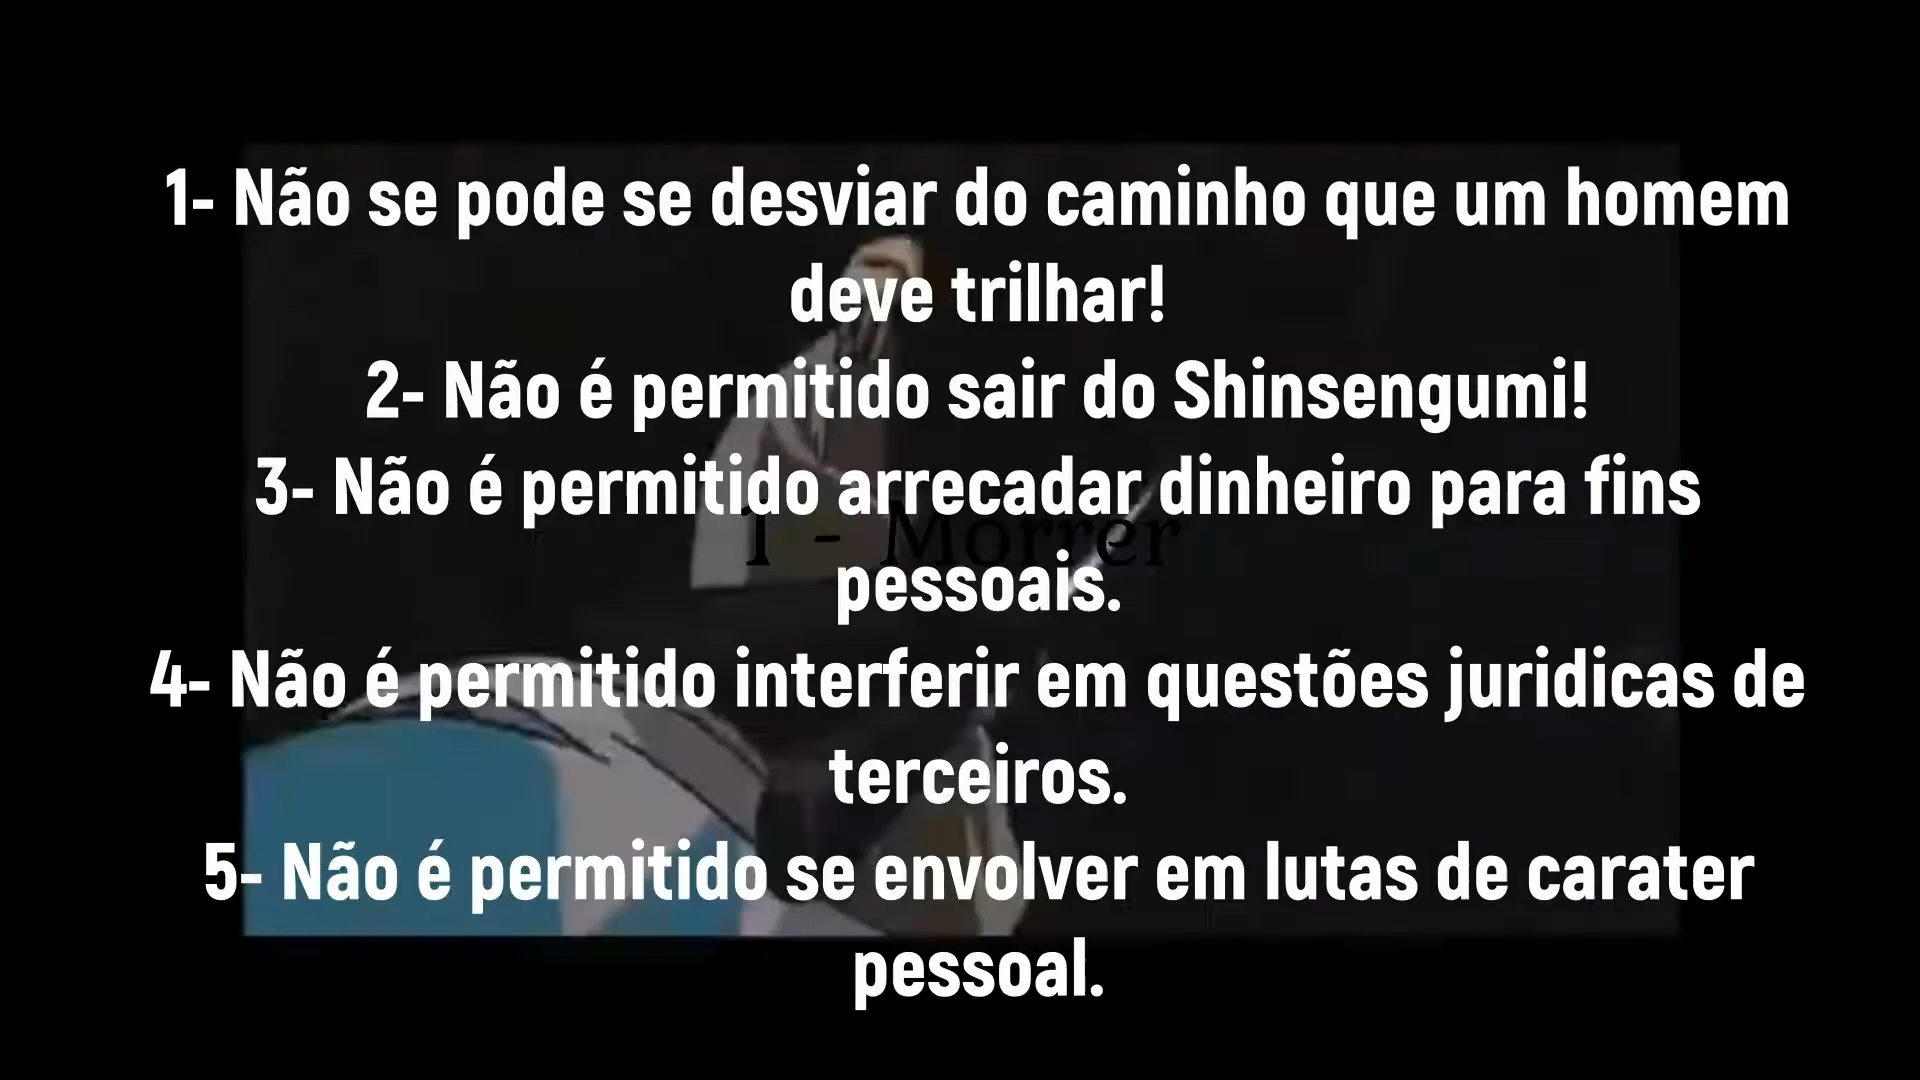 1- Não se pode se desviar do caminho que um homem
deve trilhar!
2- Não é permitido sair do Shinsengumi!
3- Não é permitido arrecadar dinheiro para fins
1 - Morrer
pessoais.
4- Não é permitido interferir em questões juridicas de
terceiros.
5- Não é permitido se envolver em lutas de carater
pessoal.